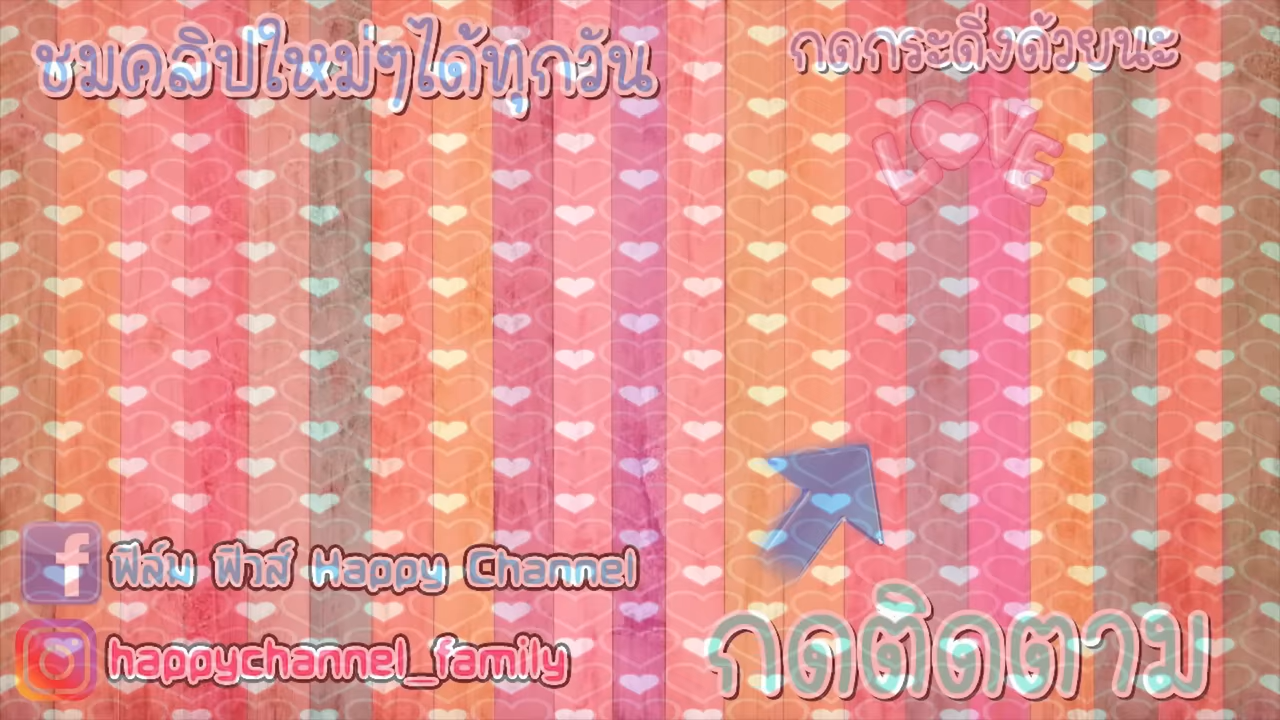 ชมคลิปใหม่ๆได้ทุกวัน
กดกระดิ่งด้วยนะ
LOVE
ฟิล์ม ฟิวส์ Happy Channel
happychannel_family
กดติดตาม